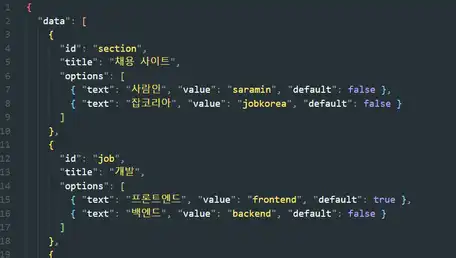 1 {
2 "data": [
3 {
4 "id": "section",
5 "title": "채용 사이트",
6 "options": [
7 { "text": "사람인", "value": "saramin", "default": false },
8 { "text": "잡코리아", "value": "jobkorea", "default": false }
9 ]
10 },
11 {
12 "id": "job",
13 "title": "개발",
14 "options": [
15 { "text": "프론트엔드", "value": "frontend", "default": true },
16 { "text": "백엔드", "value": "backend", "default": false }
17 ]
18 },
19 {